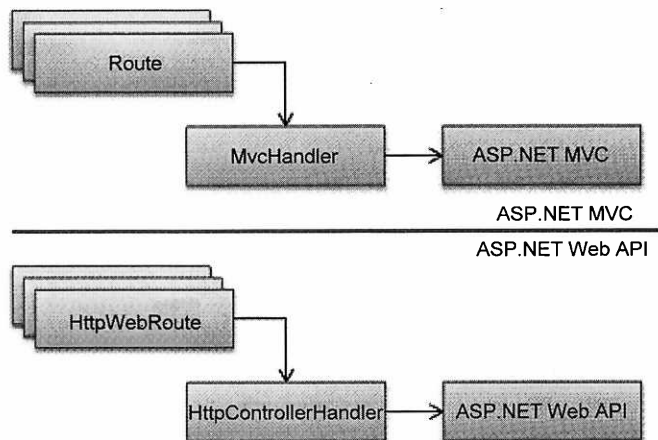 Route
MvcHandler
ASP.NET MVC
ASP.NET MVC
ASP.NET Web API
HttpWebRoute
HttpControllerHandler
ASP.NET Web API